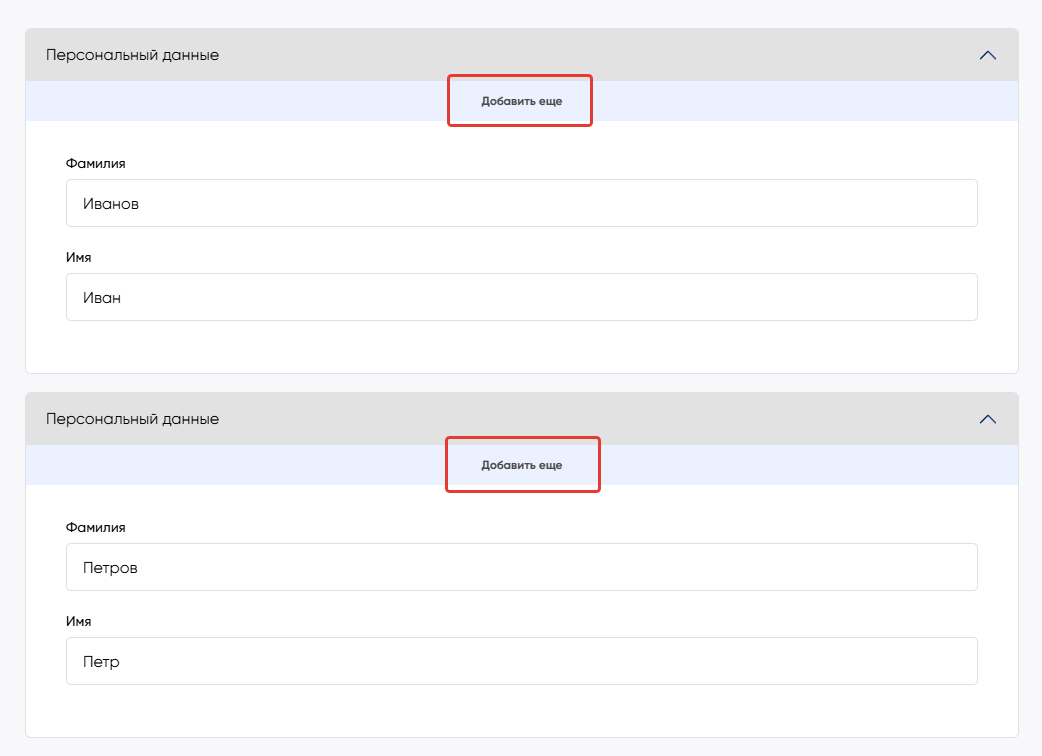 Персональный данные
Добавить еще
Фамилия
Иванов
Имя
Иван
Персональный данные
Добавить еще
Фамилия
Петров
Имя
Петр